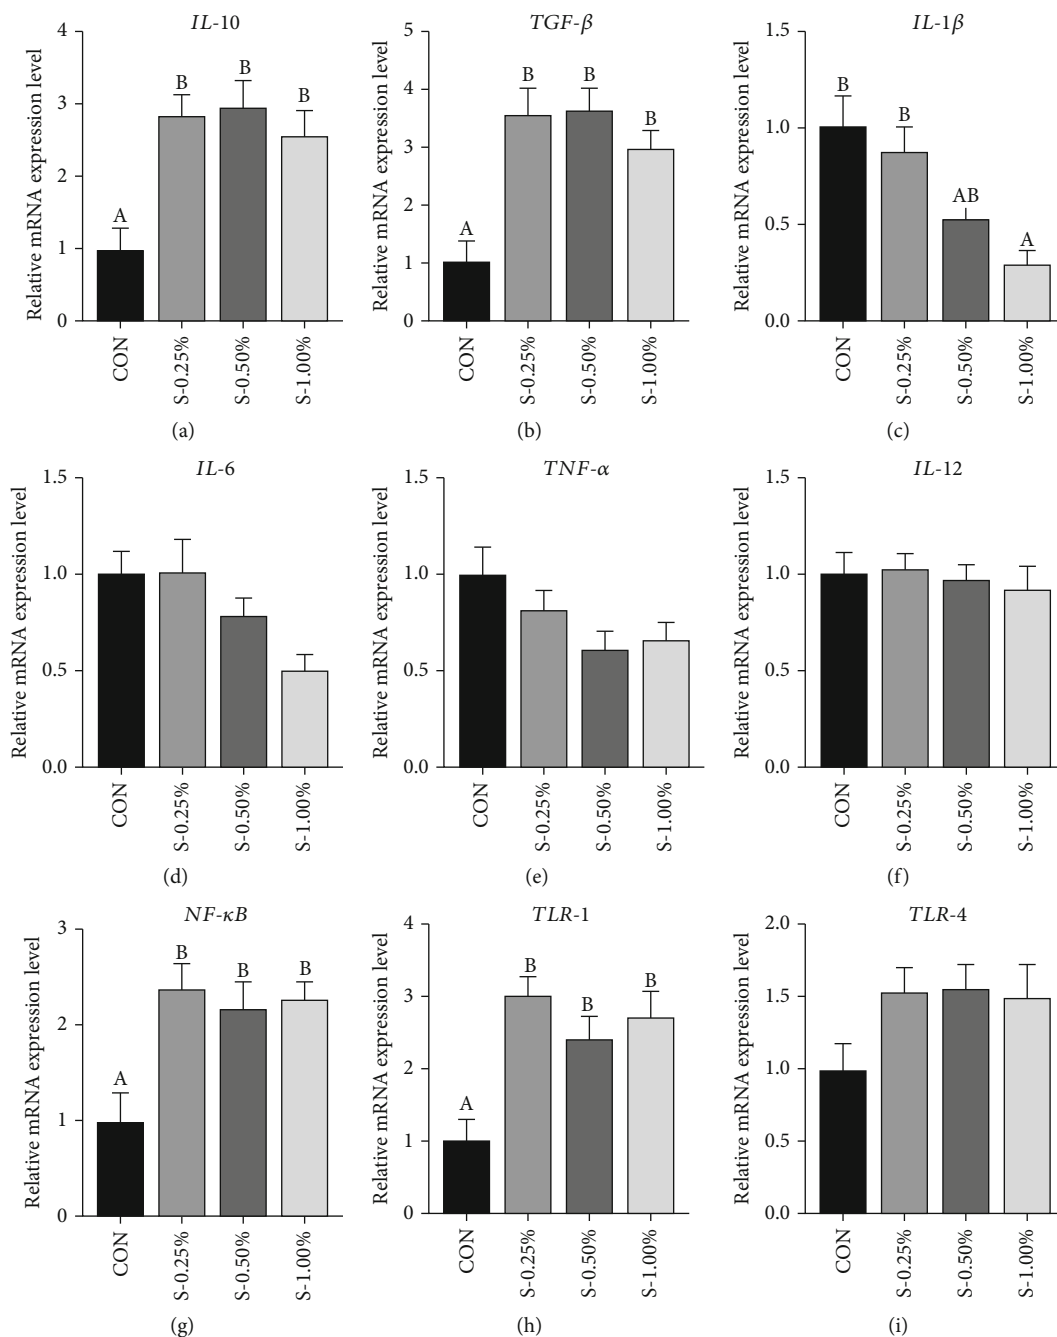 IL-10
Relative mRNA expression level
4
3
2
1
0
A
B
B
B
CON
S-0.25%
S-0.50%
S-1.00%
(a)
TGF-β
Relative mRNA expression level
5
4
3
2
1
0
A
B
B
B
CON
S-0.25%
S-0.50%
S-1.00%
(b)
IL-1β
Relative mRNA expression level
1.5
1.0
0.5
0.0
B
B
AB
A
CON
S-0.25%
S-0.50%
S-1.00%
(c)
IL-6
Relative mRNA expression level
1.5
1.0
0.5
0.0
CON
S-0.25%
S-0.50%
S-1.00%
(d)
TNF-α
Relative mRNA expression level
1.5
1.0
0.5
0.0
CON
S-0.25%
S-0.50%
S-1.00%
(e)
IL-12
Relative mRNA expression level
1.5
1.0
0.5
0.0
CON
S-0.25%
S-0.50%
S-1.00%
(f)
NF-κB
Relative mRNA expression level
3
2
1
0
A
B
B
B
CON
S-0.25%
S-0.50%
S-1.00%
(g)
TLR-1
Relative mRNA expression level
4
3
2
1
0
A
B
B
B
CON
S-0.25%
S-0.50%
S-1.00%
(h)
TLR-4
Relative mRNA expression level
2.0
1.5
1.0
0.5
0.0
CON
S-0.25%
S-0.50%
S-1.00%
(i)